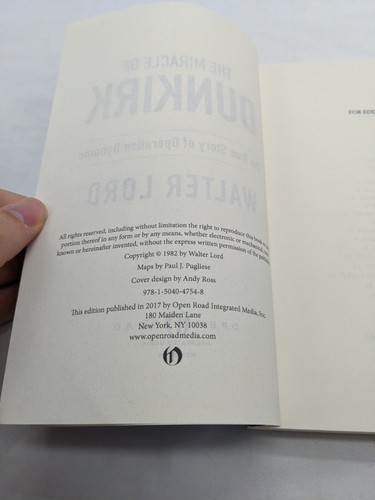 THE MIRACLE OF
DUNKIRK
The True Story of Operation Dynamo
WALTER LORD
All rights reserved, including without limitation the right to reproduce this book or any
portion thereof in any form or by any means, whether electronic or mechanical, now
known or hereinafter invented, without the express written permission of the publisher.
Copyright © 1982 by Walter Lord
Maps by Paul J. Pugliese
Cover design by Andy Ross
978-1-5040-4754-8
This edition published in 2017 by Open Road Integrated Media, Inc.
180 Maiden Lane
New York, NY 10038
www.openroadmedia.com